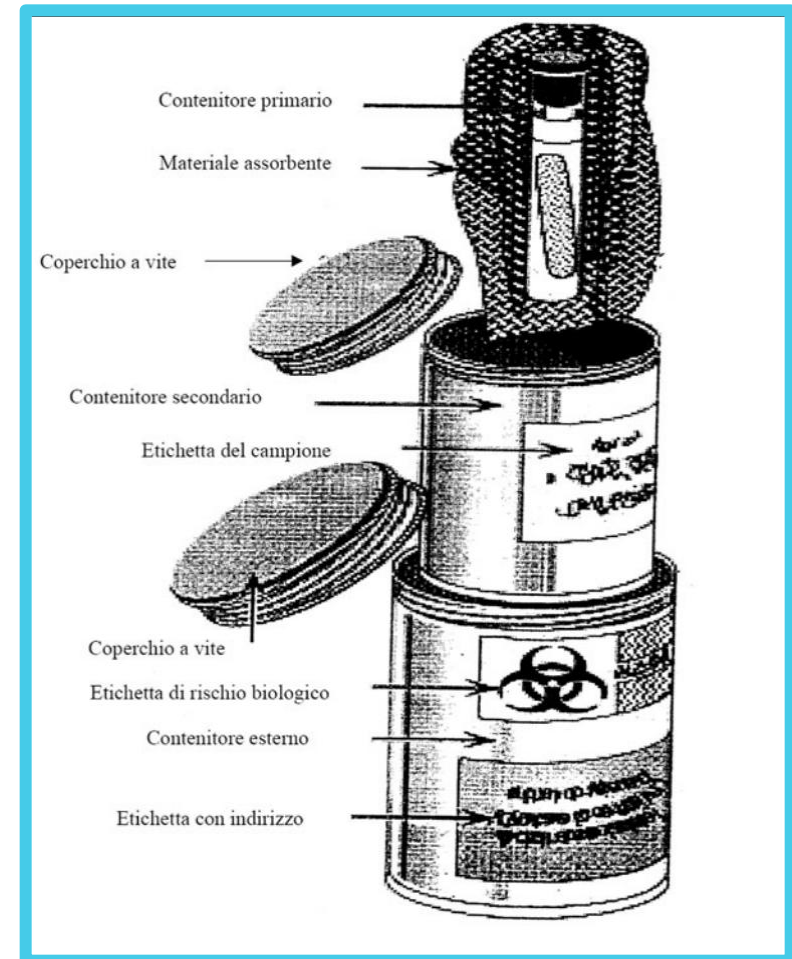 Contenitore primario
Materiale assorbente
Coperchio a vite
Contenitore secondario
Etichetta del campione
Coperchio a vite
Etichetta di rischio biologico
Contenitore esterno
Etichetta con indirizzo